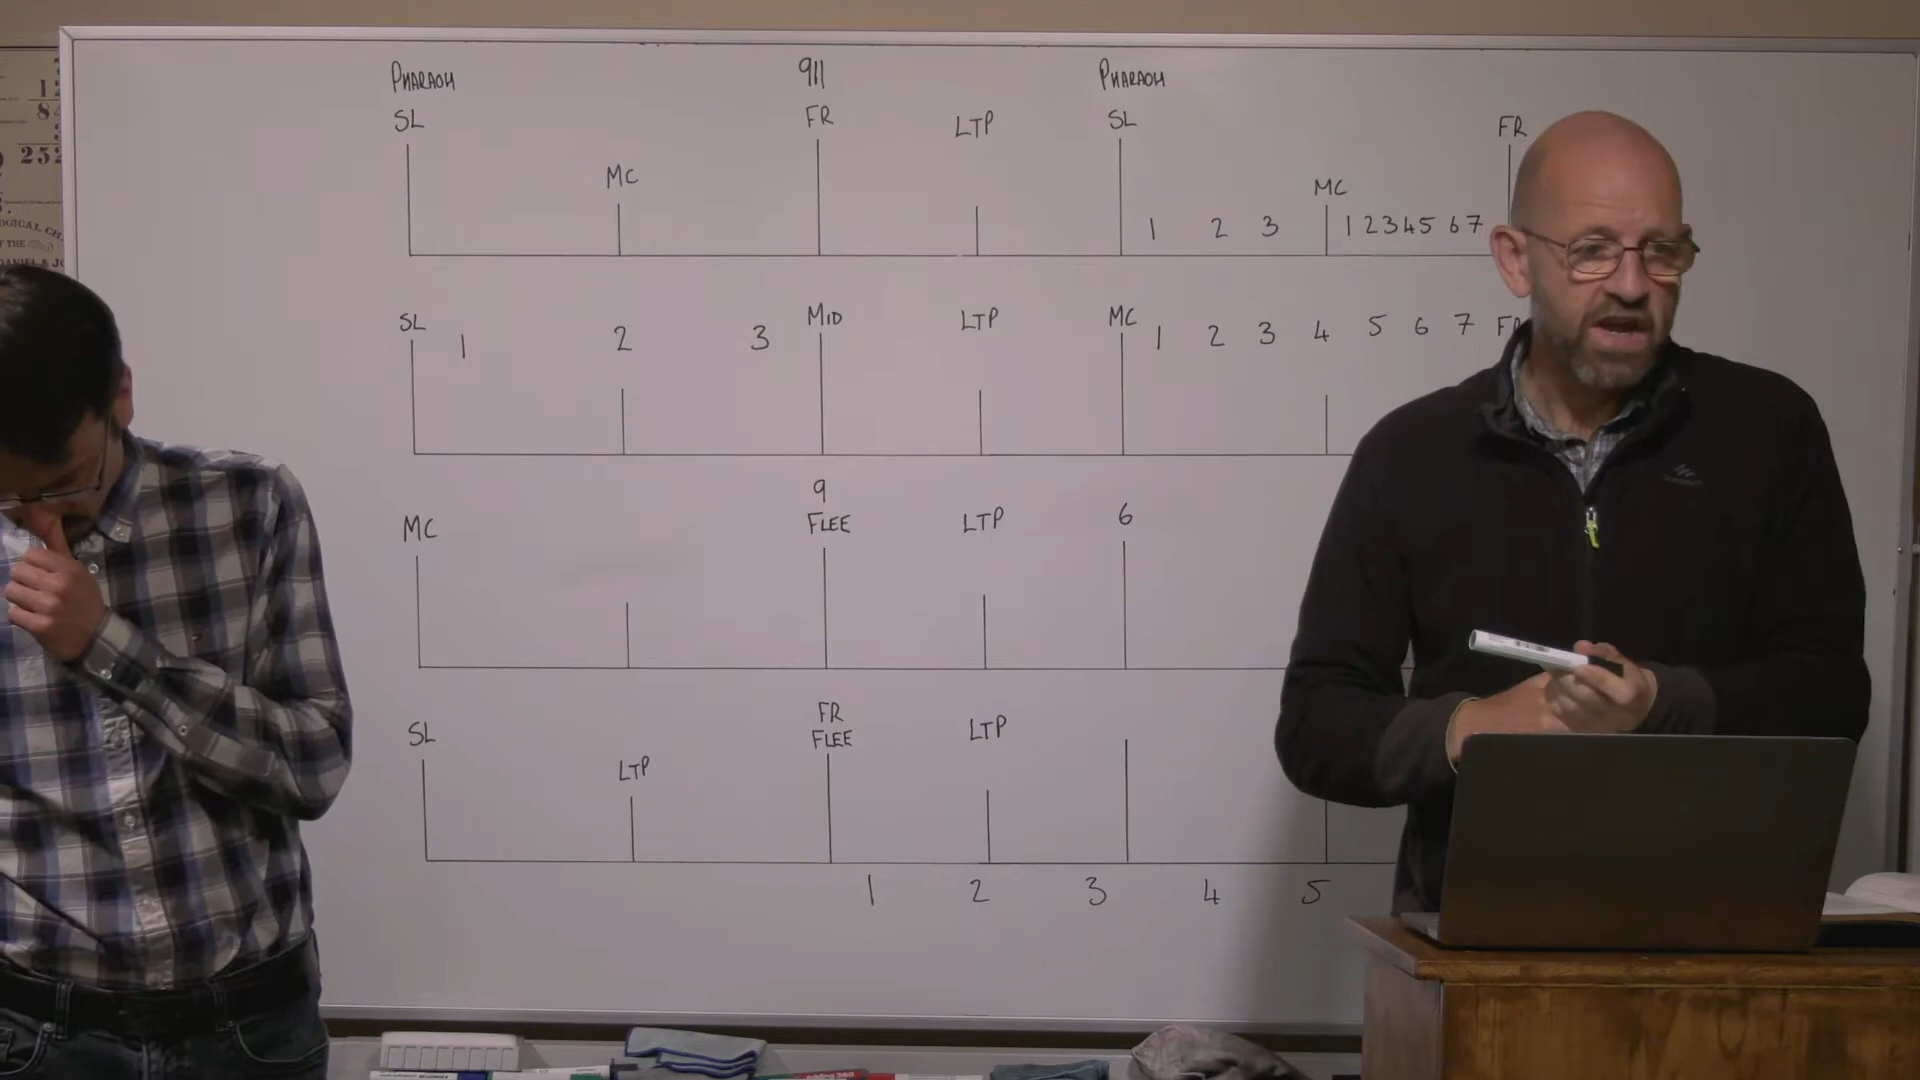 PHARAOH 911 PHARAOH
SL FR LTP SL FR
MC MC
1 2 3 1 2 3 4 5 6 7
SL 1 2 3 MID LTP MC 1 2 3 4 5 6 7 FR
9
MC FLEE LTP 6
FR
SL FLEE LTP
LTP
1 2 3 4 5
252